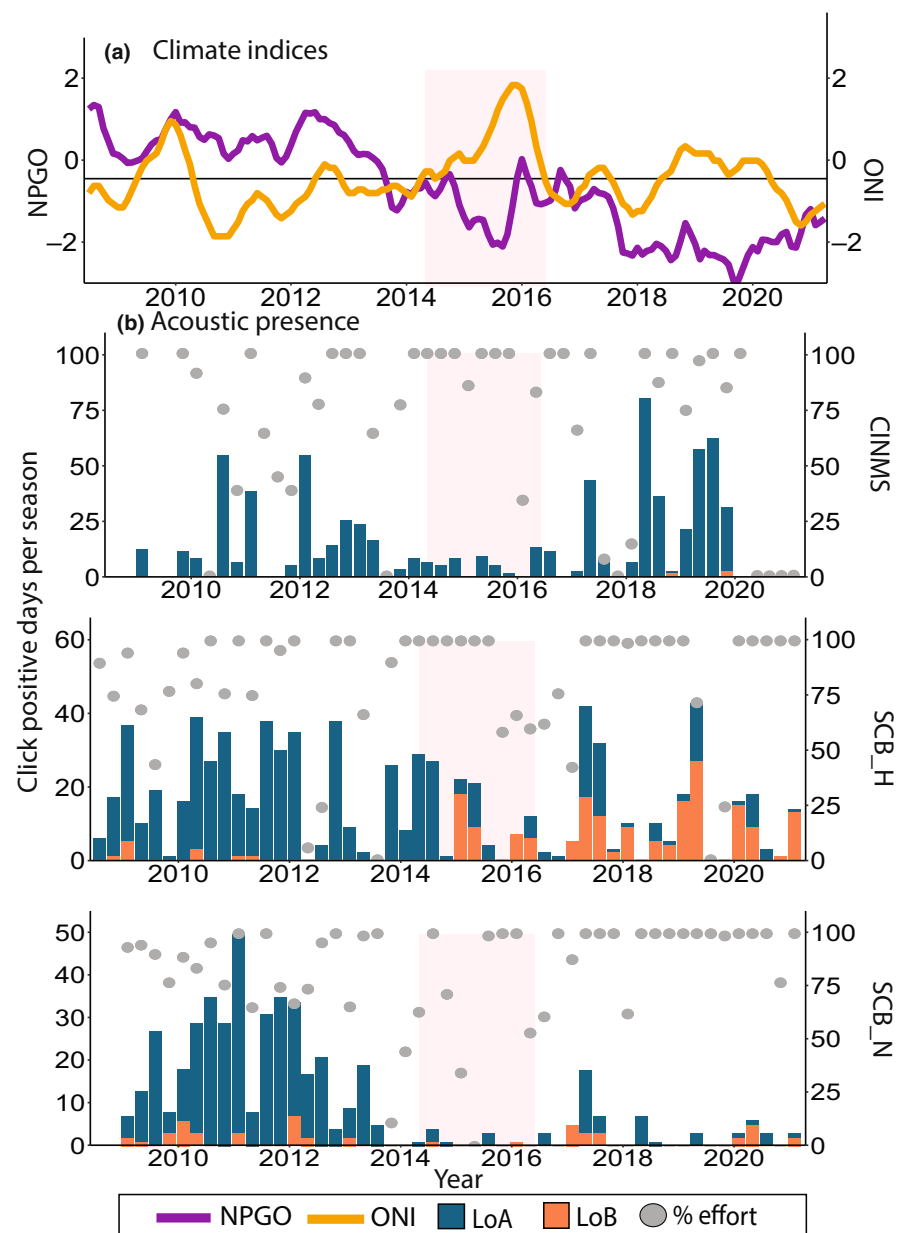 (a) Climate indices
2
0
−2
NPGO
2
0
−2
ONI
2010 2012 2014 2016 2018 2020
(b) Acoustic presence
Click positive days per season
100
75
50
25
0
100
75
50
25
0
CINMS
2010 2012 2014 2016 2018 2020
60
40
20
0
100
75
50
25
0
SCB_H
2010 2012 2014 2016 2018 2020
50
40
30
20
10
0
100
75
50
25
0
SCB_N
2010 2012 2014 2016 2018 2020
Year
NPGO ONI LoA LoB % effort